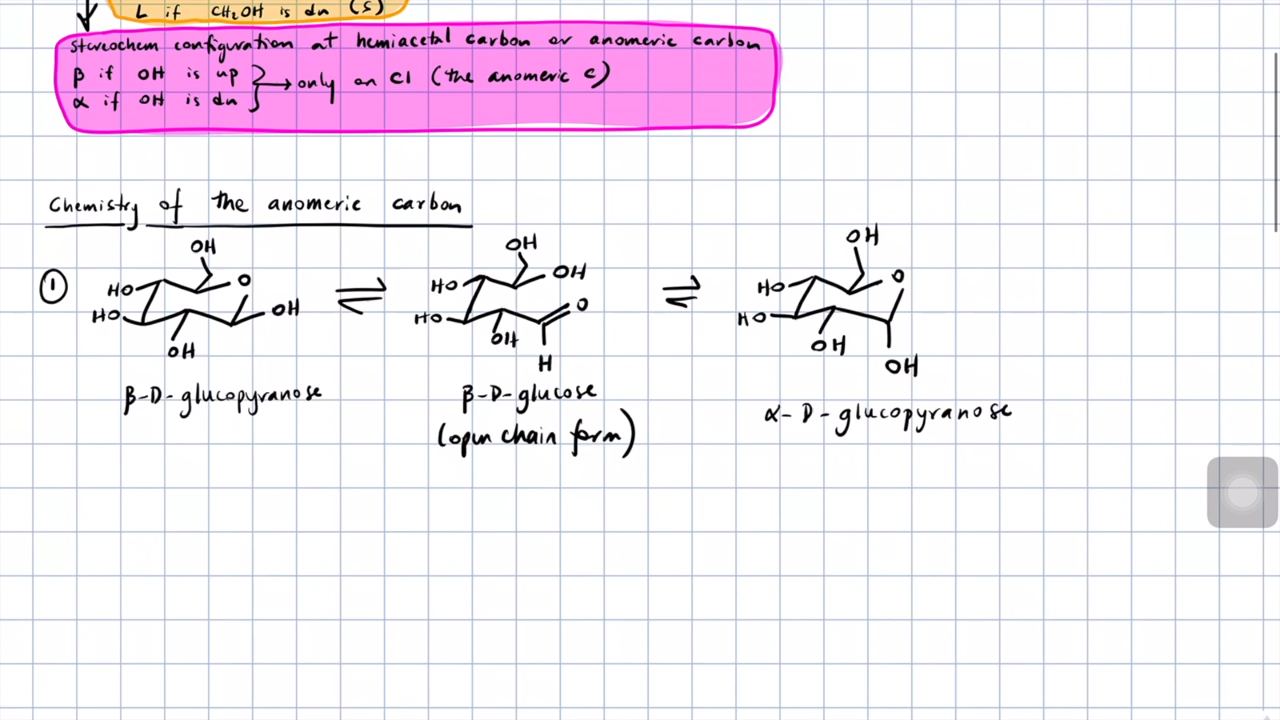 L if CH₂OH is dn (S)
stereochem configuration at hemiacetal carbon or anomeric carbon
β if OH is up
α if OH is dn
→ only on C1 (the anomeric C)
Chemistry of the anomeric carbon
①
OH
HO
O
HO
OH
OH
β-D-glucopyranose
⇌
OH
HO
OH
HO
O
OH
H
β-D-glucose
(open chain form)
⇌
OH
HO
O
HO
OH
OH
α-D-glucopyranose